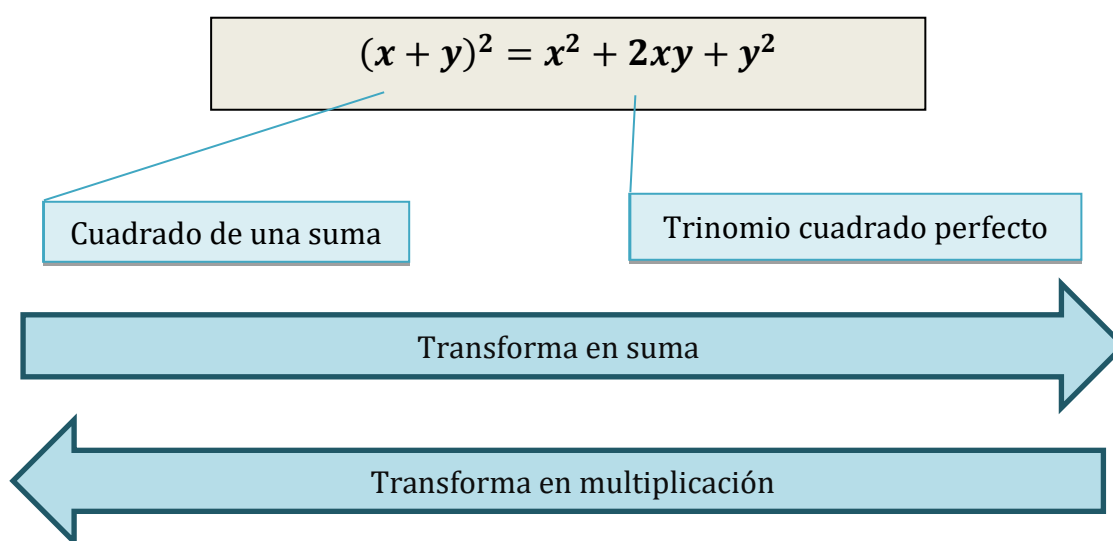 (x + y)² = x² + 2xy + y²
Cuadrado de una suma
Trinomio cuadrado perfecto
Transforma en suma
Transforma en multiplicación